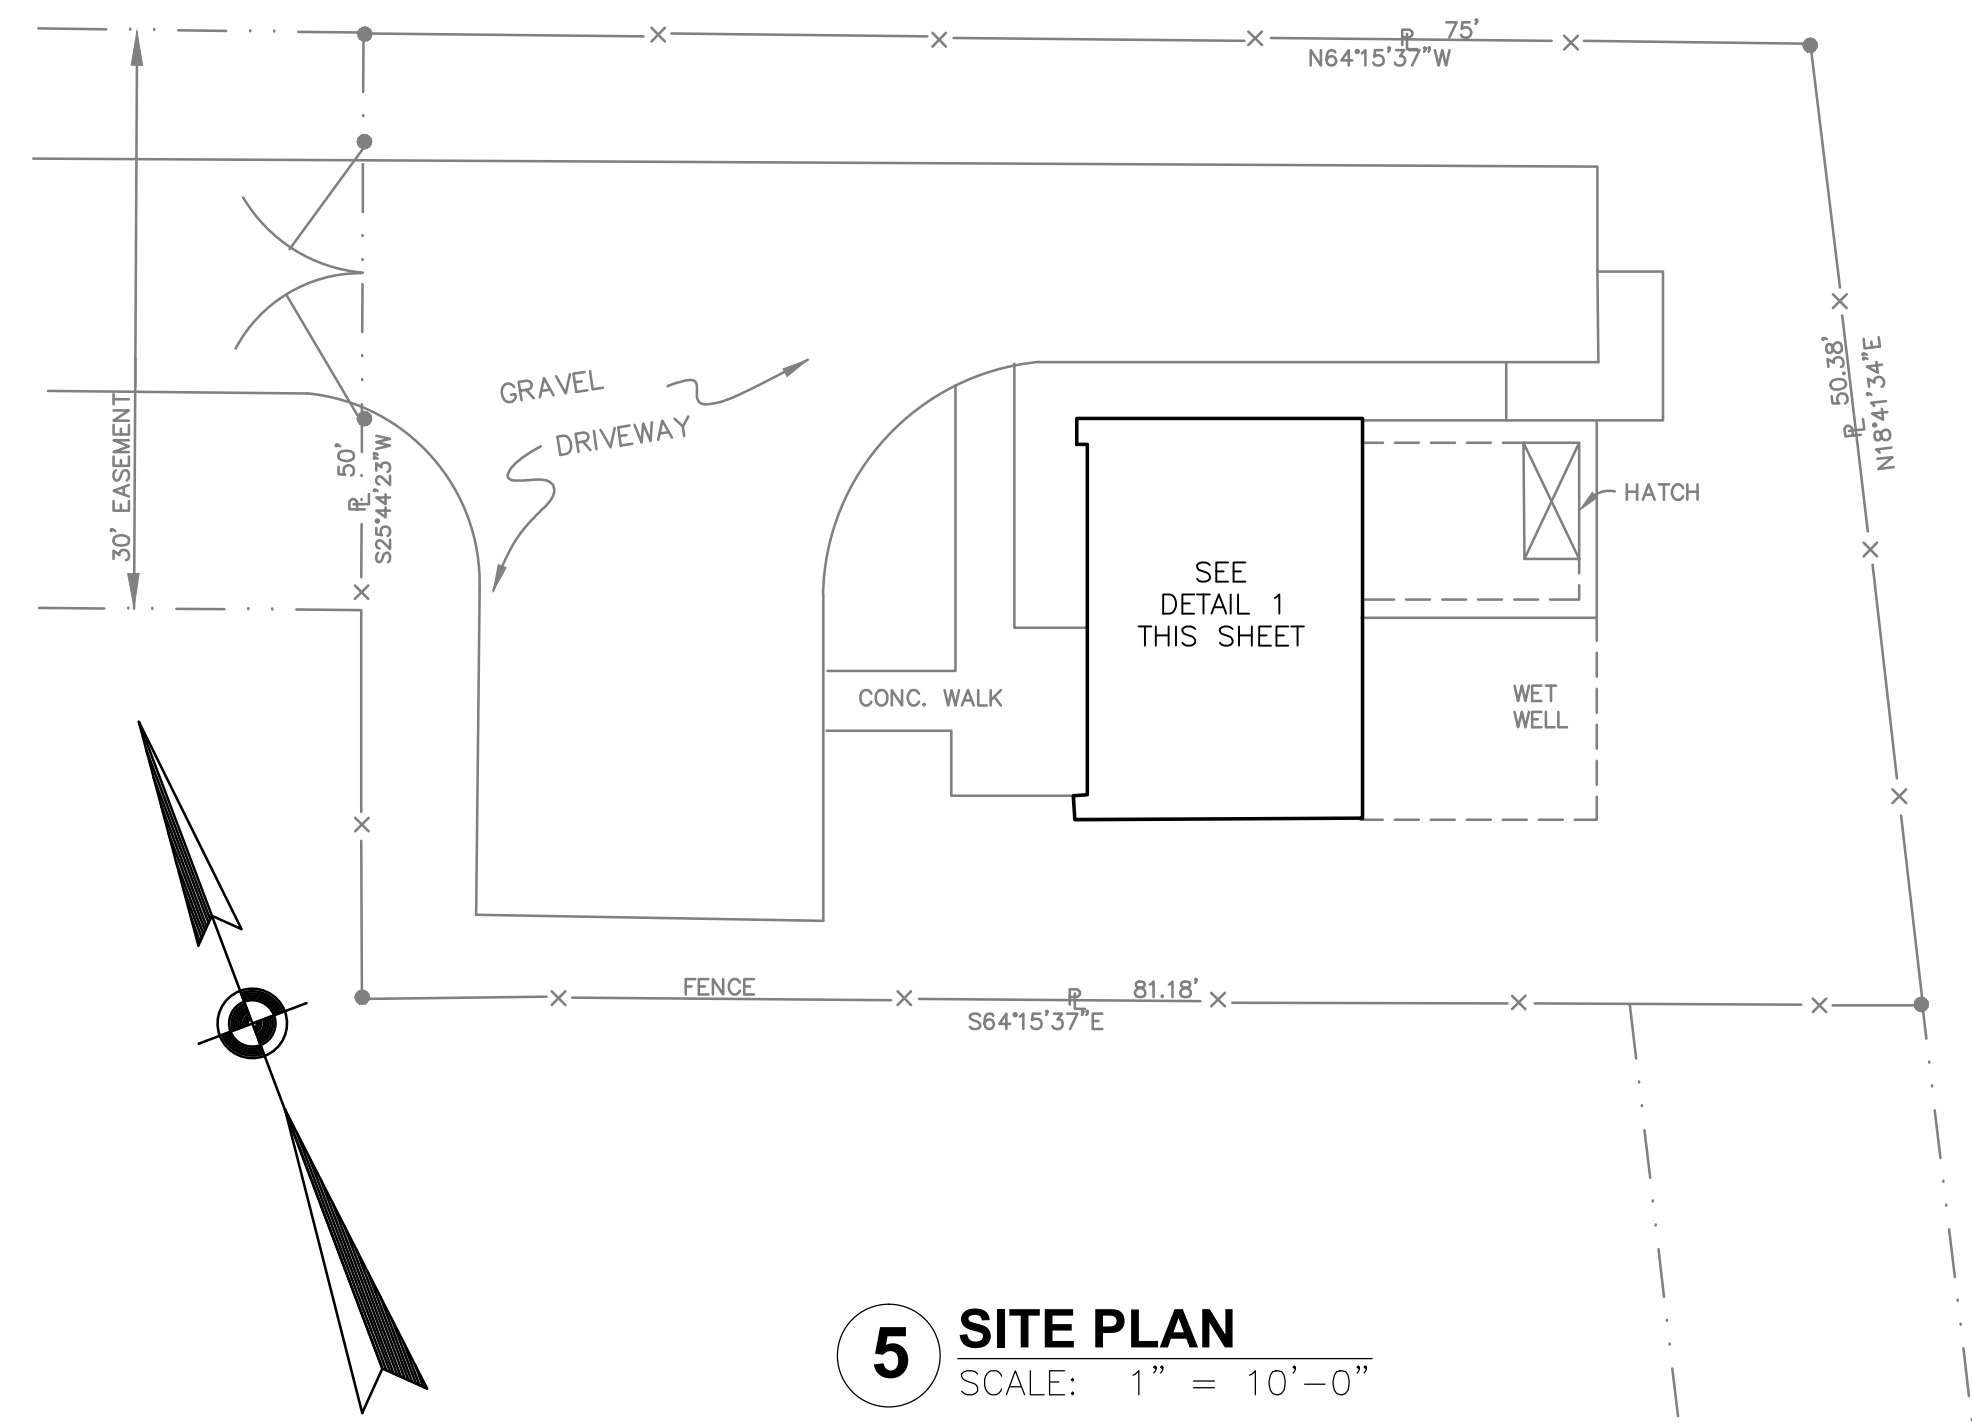 ℄ 75'
N64°15'37"W
GRAVEL
DRIVEWAY
30' EASEMENT
℄ 50'
S25°44'23"W
℄ 50.38'
N18°41'34"E
HATCH
SEE
DETAIL 1
THIS SHEET
CONC. WALK
WET
WELL
FENCE
℄ 81.18'
S64°15'37"E
5
SITE PLAN
SCALE: 1" = 10'-0"